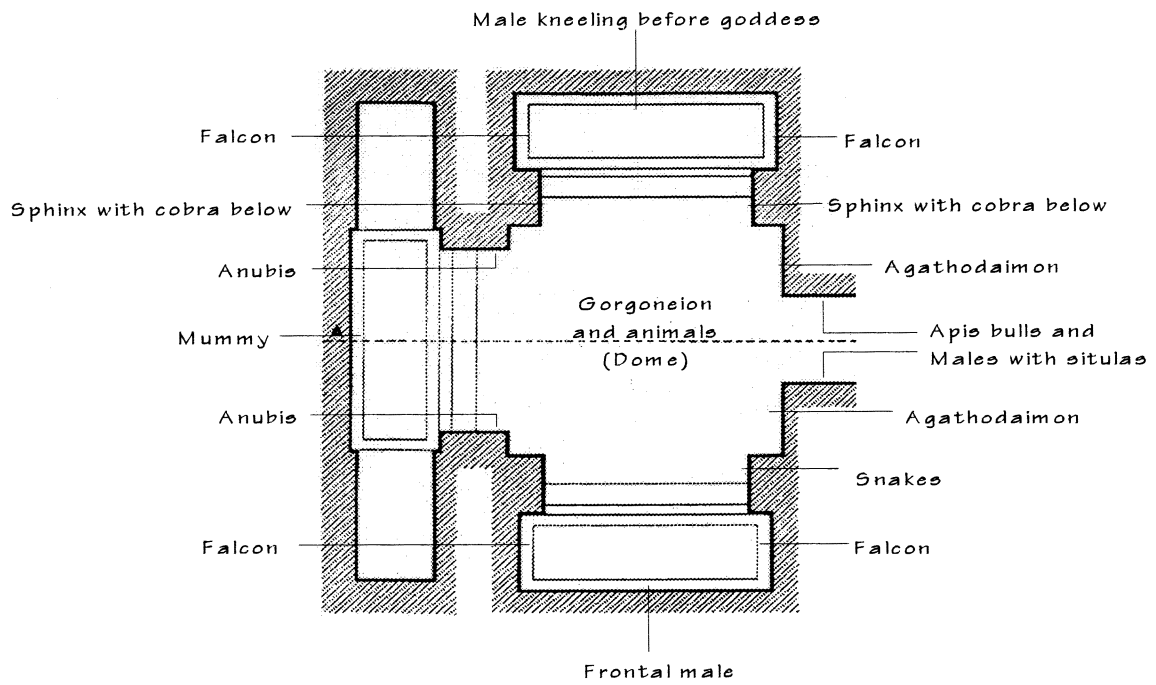 Male kneeling before goddess
Falcon
Falcon
Sphinx with cobra below
Sphinx with cobra below
Anubis
Agathodaimon
Gorgoneion
and animals
(Dome)
Mummy
Apis bulls and
Males with situlas
Anubis
Agathodaimon
Snakes
Falcon
Falcon
Frontal male